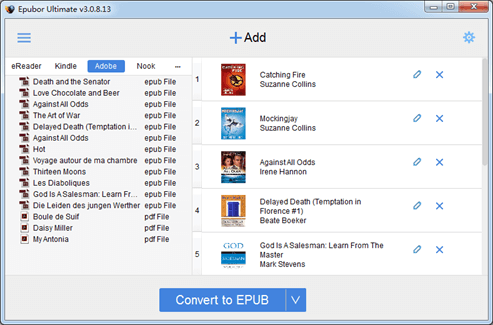 Epubor Ultimate v3.0.8.13
Add
eReader Kindle Adobe Nook ...
Death and the Senator epub File
Love Chocolate and Beer epub File
Against All Odds epub File
The Art of War epub File
Delayed Death (Temptation i... epub File
Hot epub File
Voyage autour de ma chambre epub File
Thirteen Moons epub File
Les Diaboliques epub File
God Is A Salesman: Learn Fr... epub File
Die Leiden des jungen Werther epub File
Boule de Suif pdf File
Daisy Miller pdf File
My Antonia pdf File
1
Catching Fire
Suzanne Collins
2
Mockingjay
Suzanne Collins
3
Against All Odds
Irene Hannon
4
Delayed Death (Temptation in
Florence #1)
Beate Boeker
5
GOD
God Is A Salesman: Learn From The
Master
Mark Stevens
Convert to EPUB